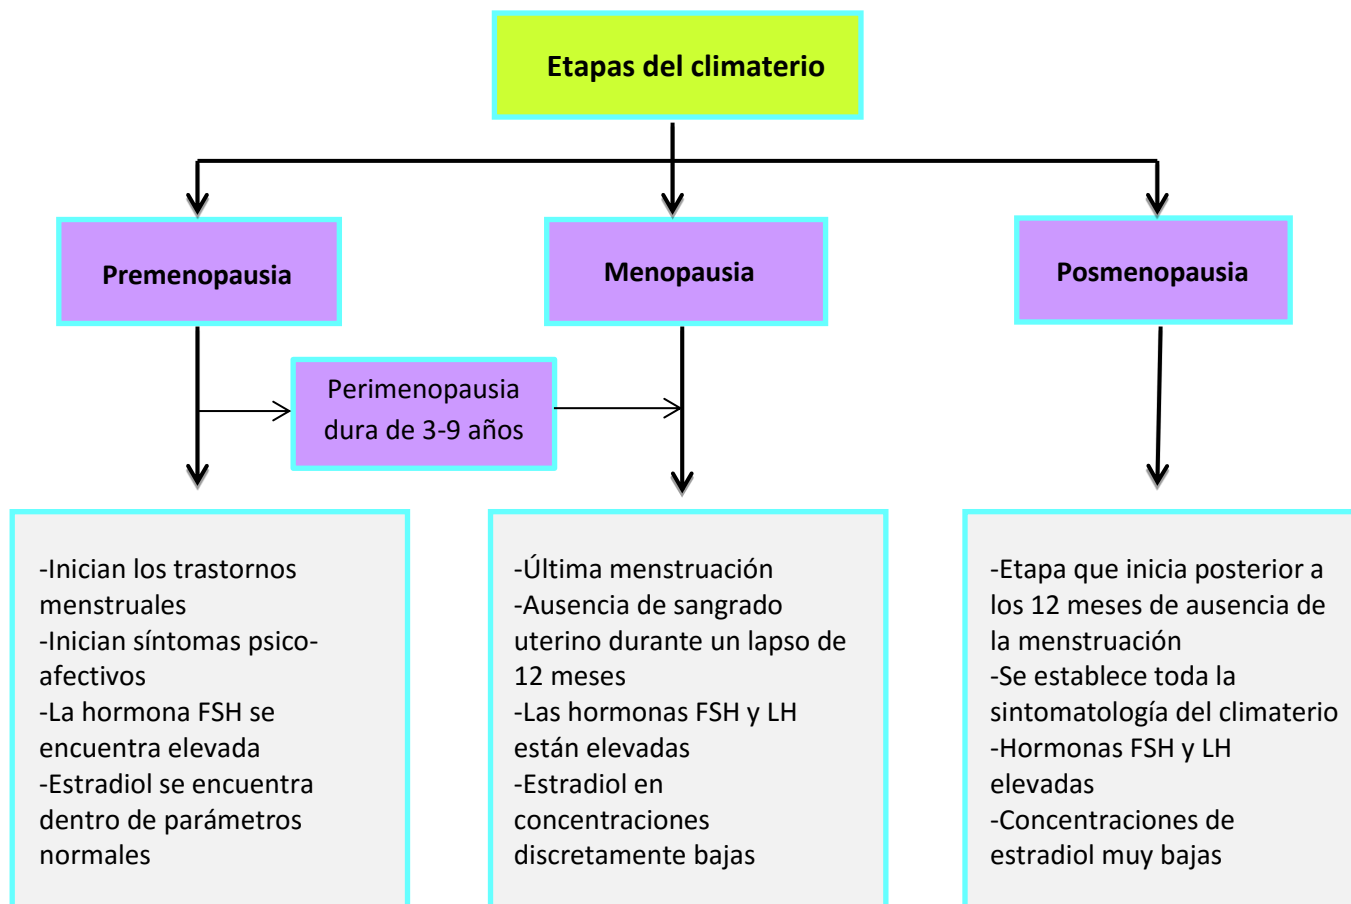 Etapas del climaterio
Premenopausia
Menopausia
Posmenopausia
Perimenopausia
dura de 3-9 años
-Inician los trastornos
menstruales
-Inician síntomas psico-
afectivos
-La hormona FSH se
encuentra elevada
-Estradiol se encuentra
dentro de parámetros
normales
-Última menstruación
-Ausencia de sangrado
uterino durante un lapso de
12 meses
-Las hormonas FSH y LH
están elevadas
-Estradiol en
concentraciones
discretamente bajas
-Etapa que inicia posterior a
los 12 meses de ausencia de
la menstruación
-Se establece toda la
sintomatología del climaterio
-Hormonas FSH y LH
elevadas
-Concentraciones de
estradiol muy bajas